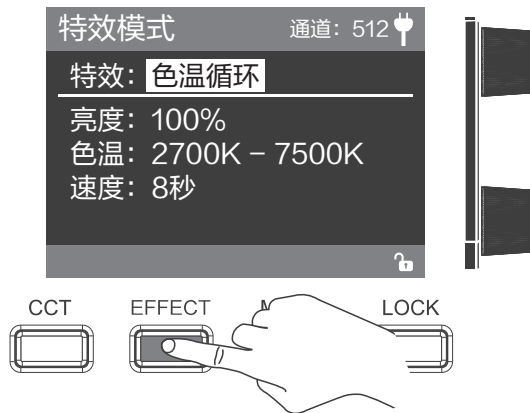 特效模式 通道：512
特效：色温循环
亮度：100%
色温：2700K – 7500K
速度：8秒
CCT EFFECT LOCK